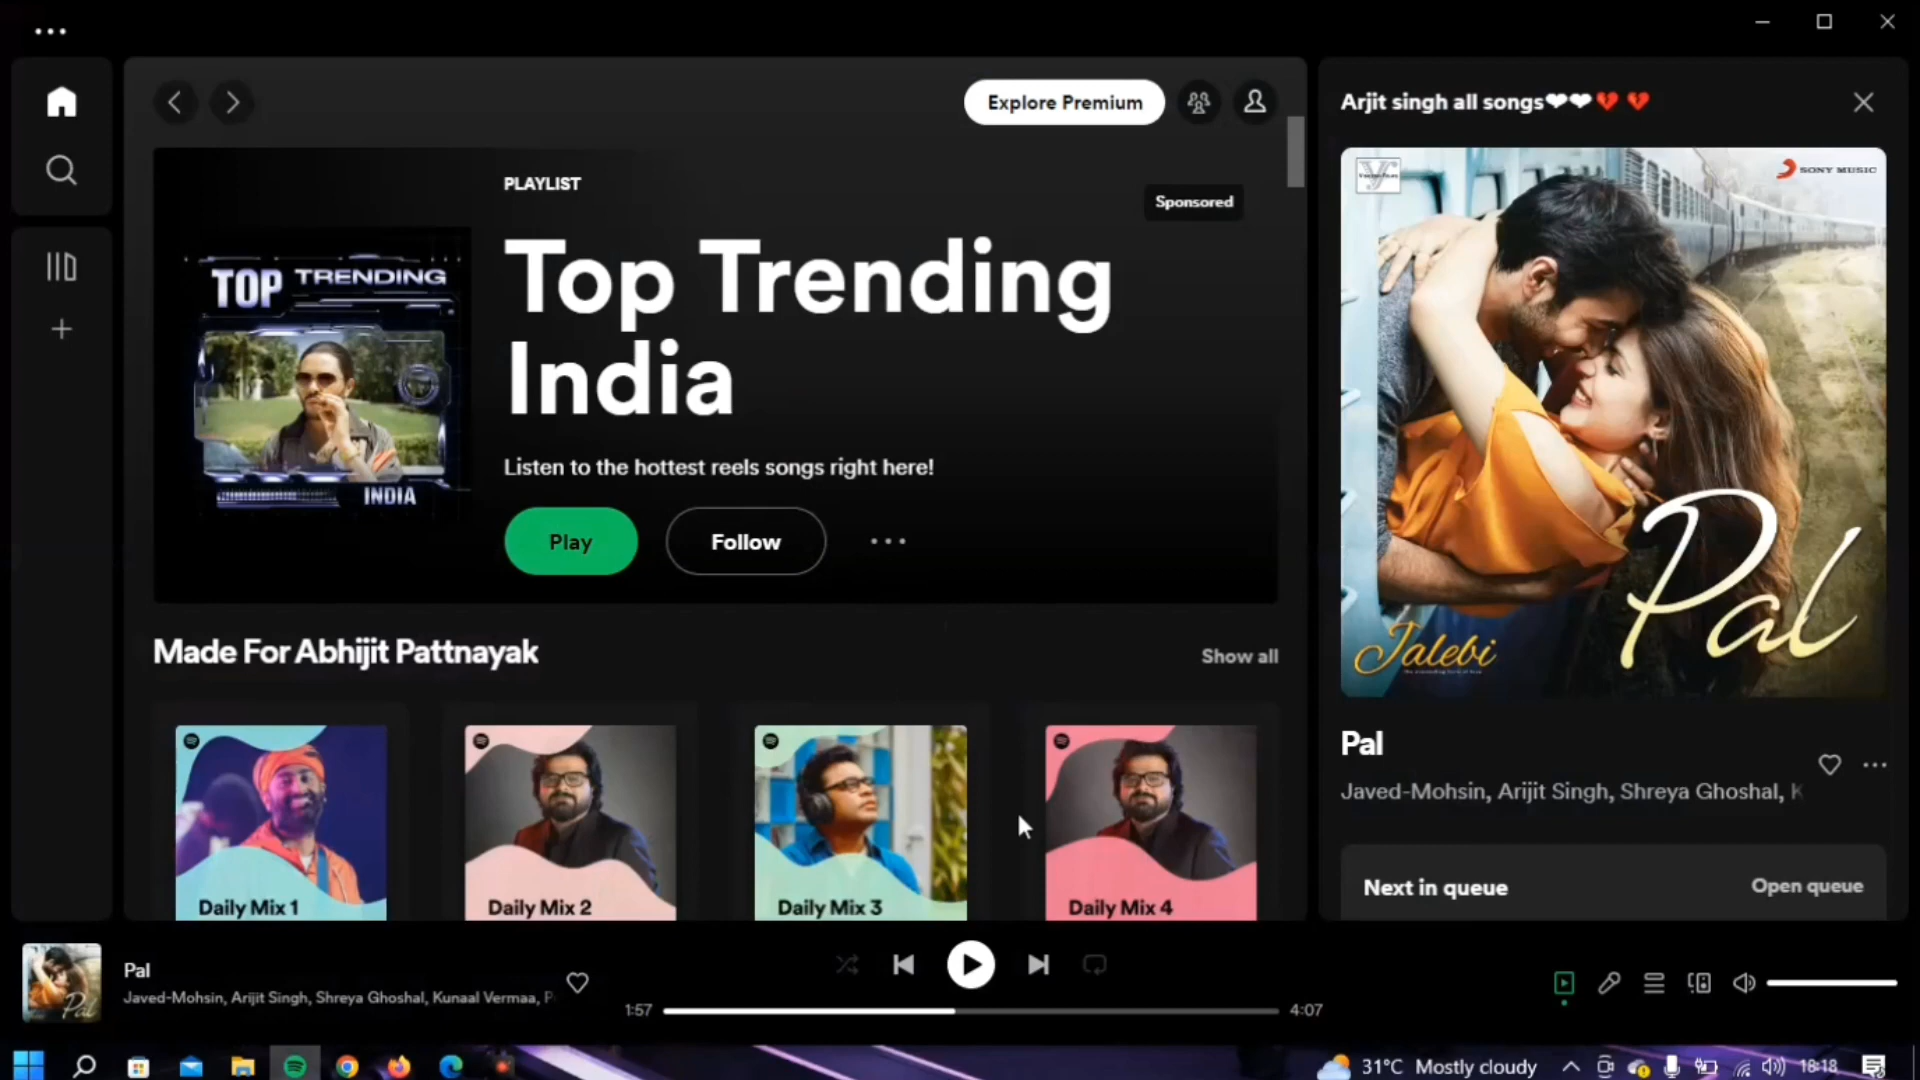 Explore Premium
PLAYLIST
Sponsored
Top Trending
India
TOP TRENDING
INDIA
Listen to the hottest reels songs right here!
Play
Follow
Made For Abhijit Pattnayak
Show all
Daily Mix 1
Daily Mix 2
Daily Mix 3
Daily Mix 4
Arjit singh all songs❤❤💔 💔
SONY MUSIC
Pal
Jalebi
Pal
Javed-Mohsin, Arijit Singh, Shreya Ghoshal, K
Next in queue
Open queue
Pal
Pal
Javed-Mohsin, Arijit Singh, Shreya Ghoshal, Kunaal Vermaa, P
1:57
4:07
31°C Mostly cloudy
18:18